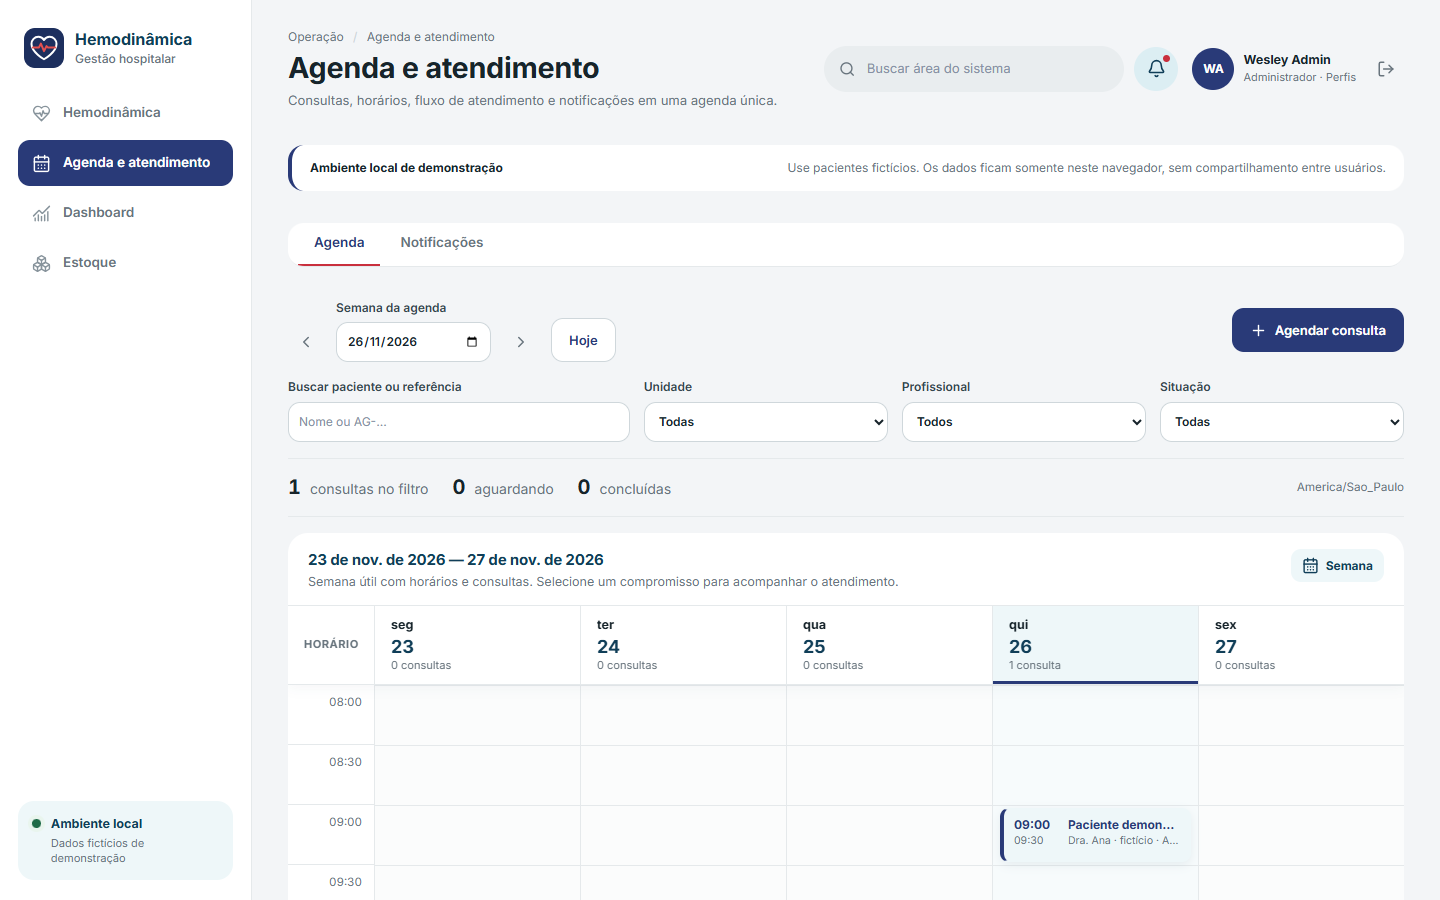 Hemodinâmica
Gestão hospitalar
Hemodinâmica
Agenda e atendimento
Dashboard
Estoque
Ambiente local
Dados fictícios de
demonstração
Operação / Agenda e atendimento
Agenda e atendimento
Consultas, horários, fluxo de atendimento e notificações em uma agenda única.
Buscar área do sistema
WA
Wesley Admin
Administrador · Perfis
Ambiente local de demonstração
Use pacientes fictícios. Os dados ficam somente neste navegador, sem compartilhamento entre usuários.
Agenda Notificações
Semana da agenda
26/11/2026
Hoje
Agendar consulta
Buscar paciente ou referência
Nome ou AG-...
Unidade
Todas
Profissional
Todos
Situação
Todas
1 consultas no filtro 0 aguardando 0 concluídas
America/Sao_Paulo
23 de nov. de 2026 — 27 de nov. de 2026
Semana útil com horários e consultas. Selecione um compromisso para acompanhar o atendimento.
Semana
HORÁRIO
seg
23
0 consultas
ter
24
0 consultas
qua
25
0 consultas
qui
26
1 consulta
sex
27
0 consultas
08:00
08:30
09:00
09:00 Paciente demon...
09:30 Dra. Ana · fictício · A...
09:30